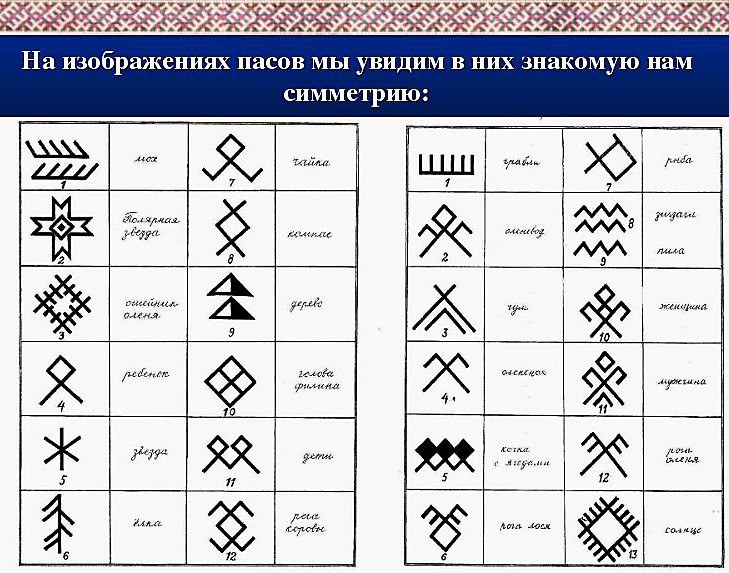 На изображениях пасов мы увидим в них знакомую нам
симметрию:
1
мох
7
чайка
2
Полярная
звезда
8
компас
3
ошейник
оленя
9
дерево
4
ребенок
10
голова
филина
5
звезда
11
дети
6
ёлка
12
рога
коровы
1
грабли
7
рыба
2
оленевод
8
зигзаги
9
пила
3
чум
10
женщина
4.
олененок
11
мужчина
5
кочка
с ягодами
12
рога
оленя
6
рога лося
13
солнце